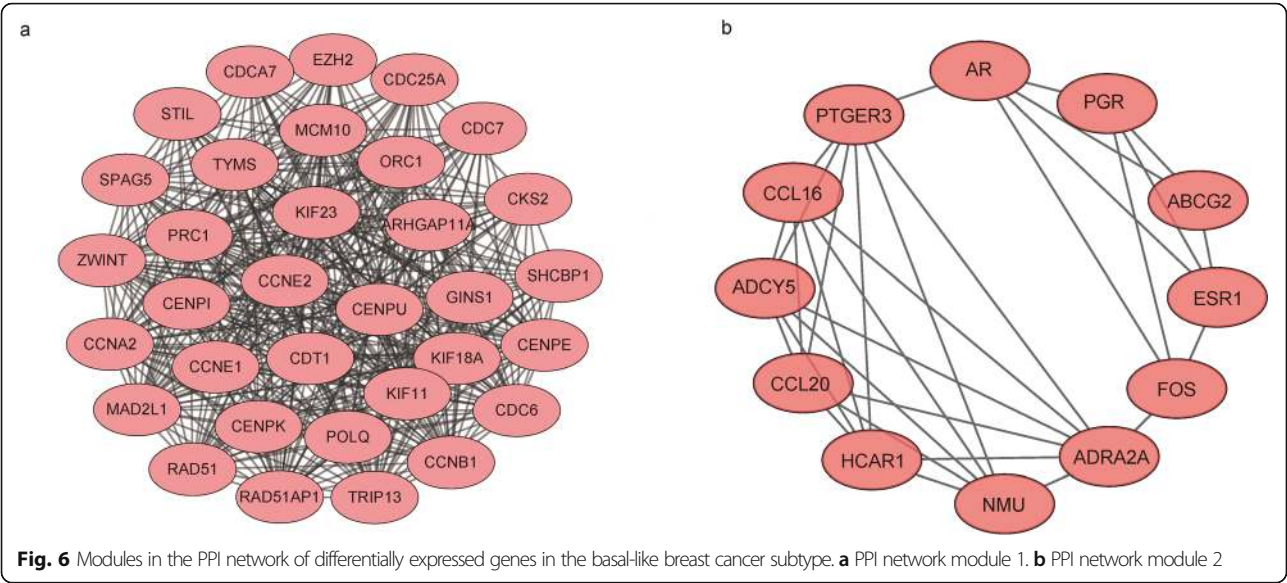 a
EZH2
CDCA7
CDC25A
STIL
MCM10
CDC7
TYMS
ORC1
SPAG5
CKS2
KIF23
ARHGAP11A
PRC1
ZWINT
SHCBP1
CCNE2
CENPI
GINS1
CENPU
CCNA2
CENPE
CCNE1
CDT1
KIF18A
KIF11
MAD2L1
CDC6
CENPK
POLQ
CCNB1
RAD51
RAD51AP1
TRIP13
b
AR
PGR
PTGER3
CCL16
ABCG2
ADCY5
ESR1
CCL20
FOS
HCAR1
ADRA2A
NMU
Fig. 6 Modules in the PPI network of differentially expressed genes in the basal-like breast cancer subtype. a PPI network module 1. b PPI network module 2